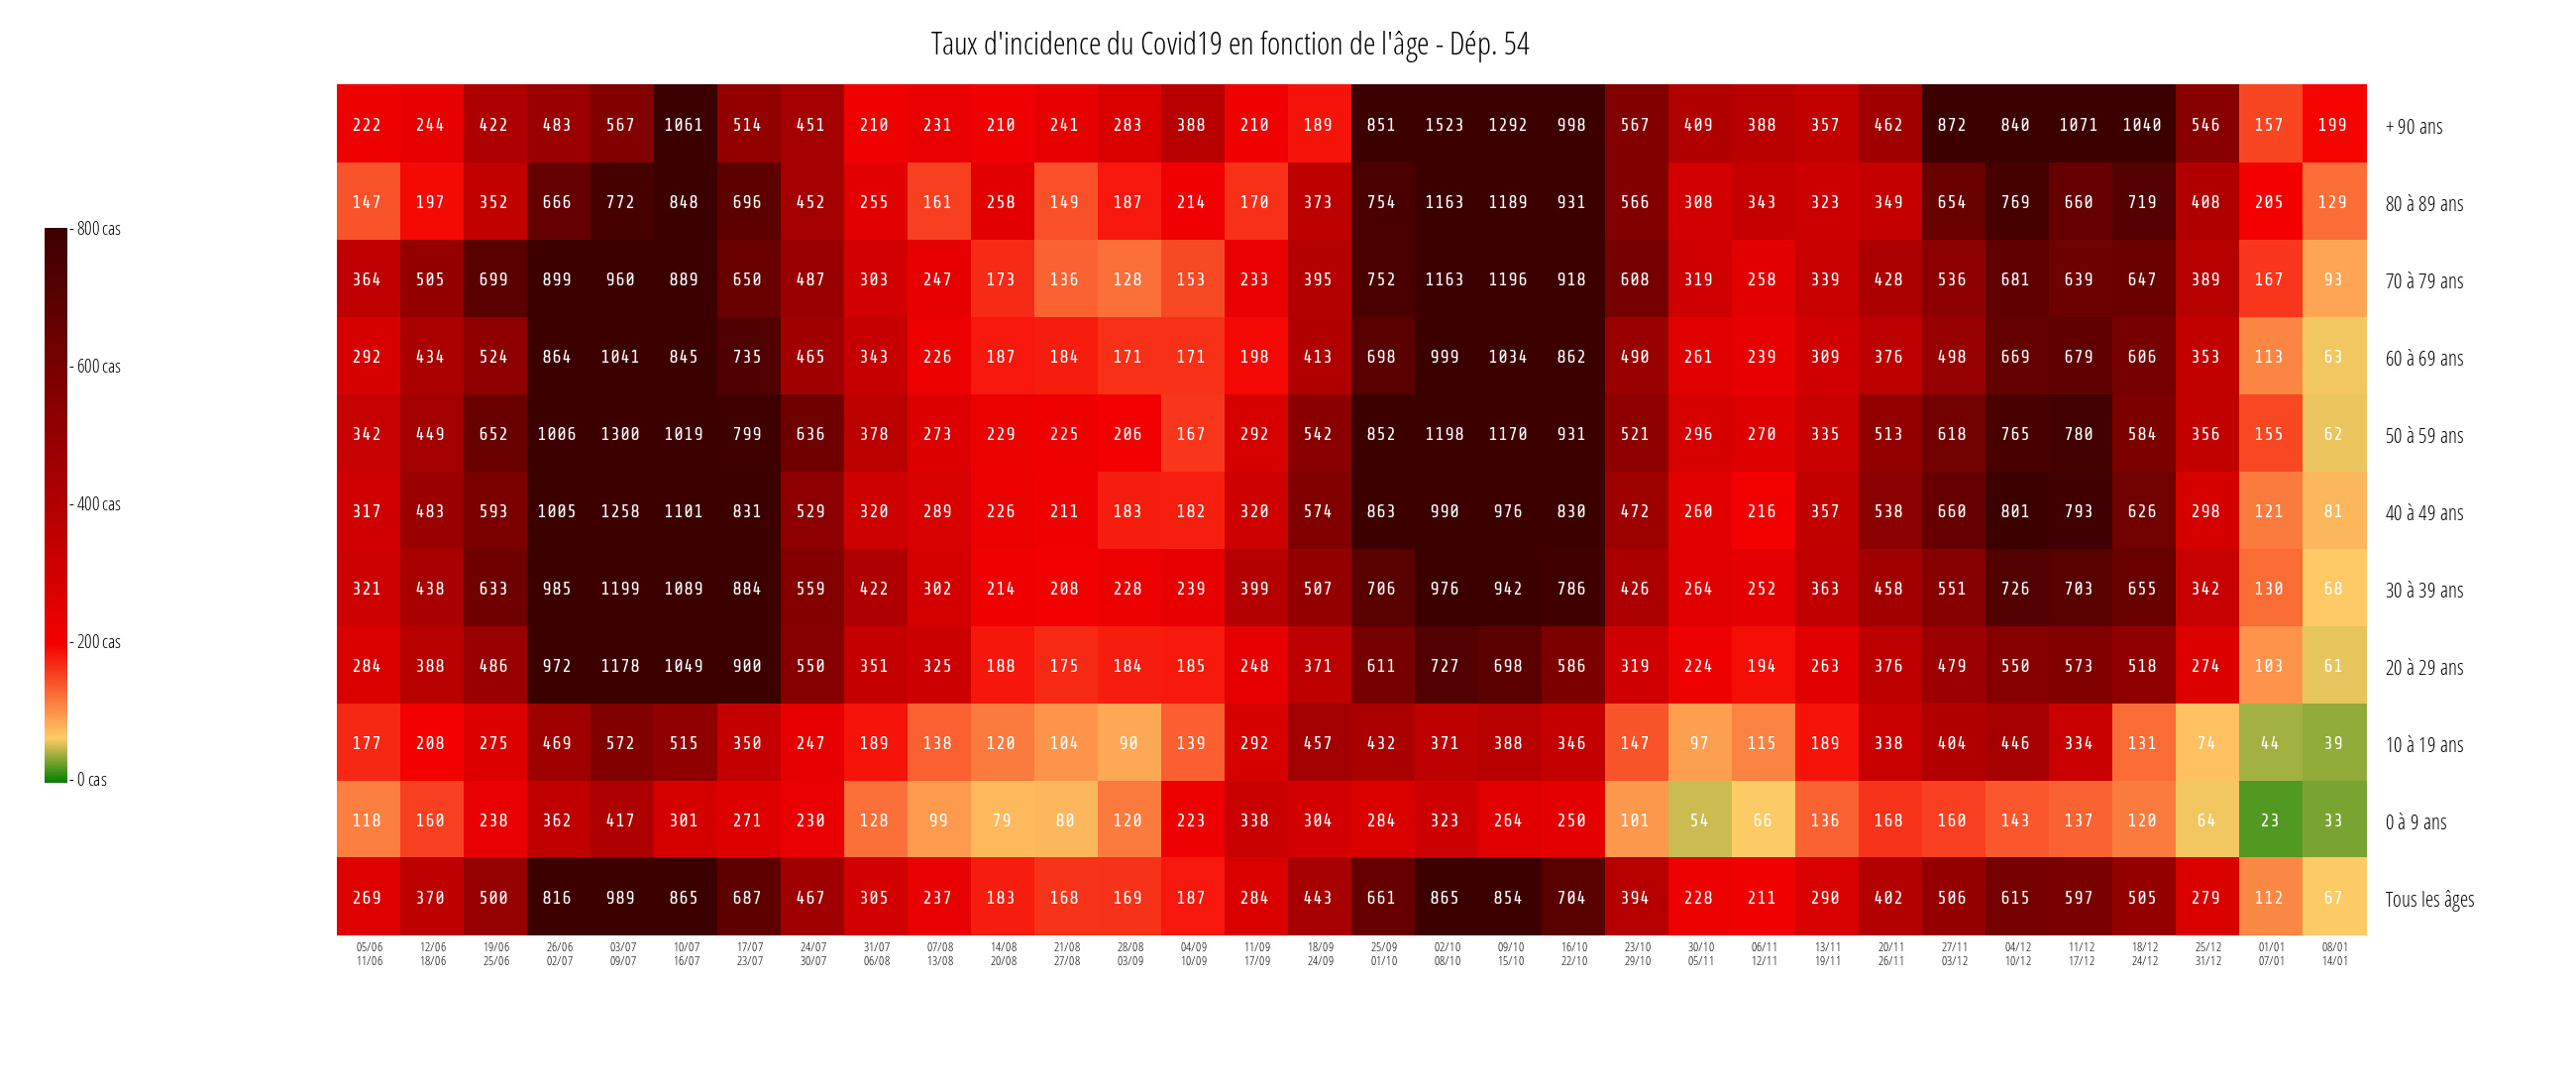 Taux d'incidence du Covid19 en fonction de l'âge - Dép. 54
- 800 cas
- 600 cas
- 400 cas
- 200 cas
- 0 cas
222 244 422 483 567 1061 514 451 210 231 210 241 283 388 210 189 851 1523 1292 998 567 409 388 357 462 872 840 1071 1040 546 157 199 + 90 ans
147 197 352 666 772 848 696 452 255 161 258 149 187 214 170 373 754 1163 1189 931 566 308 343 323 349 654 769 660 719 408 205 129 80 à 89 ans
364 505 699 899 960 889 650 487 303 247 173 136 128 153 233 395 752 1163 1196 918 608 319 258 339 428 536 681 639 647 389 167 93 70 à 79 ans
292 434 524 864 1041 845 735 465 343 226 187 184 171 171 198 413 698 999 1034 862 490 261 239 309 376 498 669 679 606 353 113 63 60 à 69 ans
342 449 652 1006 1300 1019 799 636 378 273 229 225 206 167 292 542 852 1198 1170 931 521 296 270 335 513 618 765 780 584 356 155 62 50 à 59 ans
317 483 593 1005 1258 1101 831 529 320 289 226 211 183 182 320 574 863 990 976 830 472 260 216 357 538 660 801 793 626 298 121 81 40 à 49 ans
321 438 633 985 1199 1089 884 559 422 302 214 208 228 239 399 507 706 976 942 786 426 264 252 363 458 551 726 703 655 342 130 68 30 à 39 ans
284 388 486 972 1178 1049 900 550 351 325 188 175 184 185 248 371 611 727 698 586 319 224 194 263 376 479 550 573 518 274 103 61 20 à 29 ans
177 208 275 469 572 515 350 247 189 138 120 104 90 139 292 457 432 371 388 346 147 97 115 189 338 404 446 334 131 74 44 39 10 à 19 ans
118 160 238 362 417 301 271 230 128 99 79 80 120 223 338 304 284 323 264 250 101 54 66 136 168 160 143 137 120 64 23 33 0 à 9 ans
269 370 500 816 989 865 687 467 305 237 183 168 169 187 284 443 661 865 854 704 394 228 211 290 402 506 615 597 505 279 112 67 Tous les âges
05/06 12/06 19/06 26/06 03/07 10/07 17/07 24/07 31/07 07/08 14/08 21/08 28/08 04/09 11/09 18/09 25/09 02/10 09/10 16/10 23/10 30/10 06/11 13/11 20/11 27/11 04/12 11/12 18/12 25/12 01/01 08/01
11/06 18/06 25/06 02/07 09/07 16/07 23/07 30/07 06/08 13/08 20/08 27/08 03/09 10/09 17/09 24/09 01/10 08/10 15/10 22/10 29/10 05/11 12/11 19/11 26/11 03/12 10/12 17/12 24/12 31/12 07/01 14/01